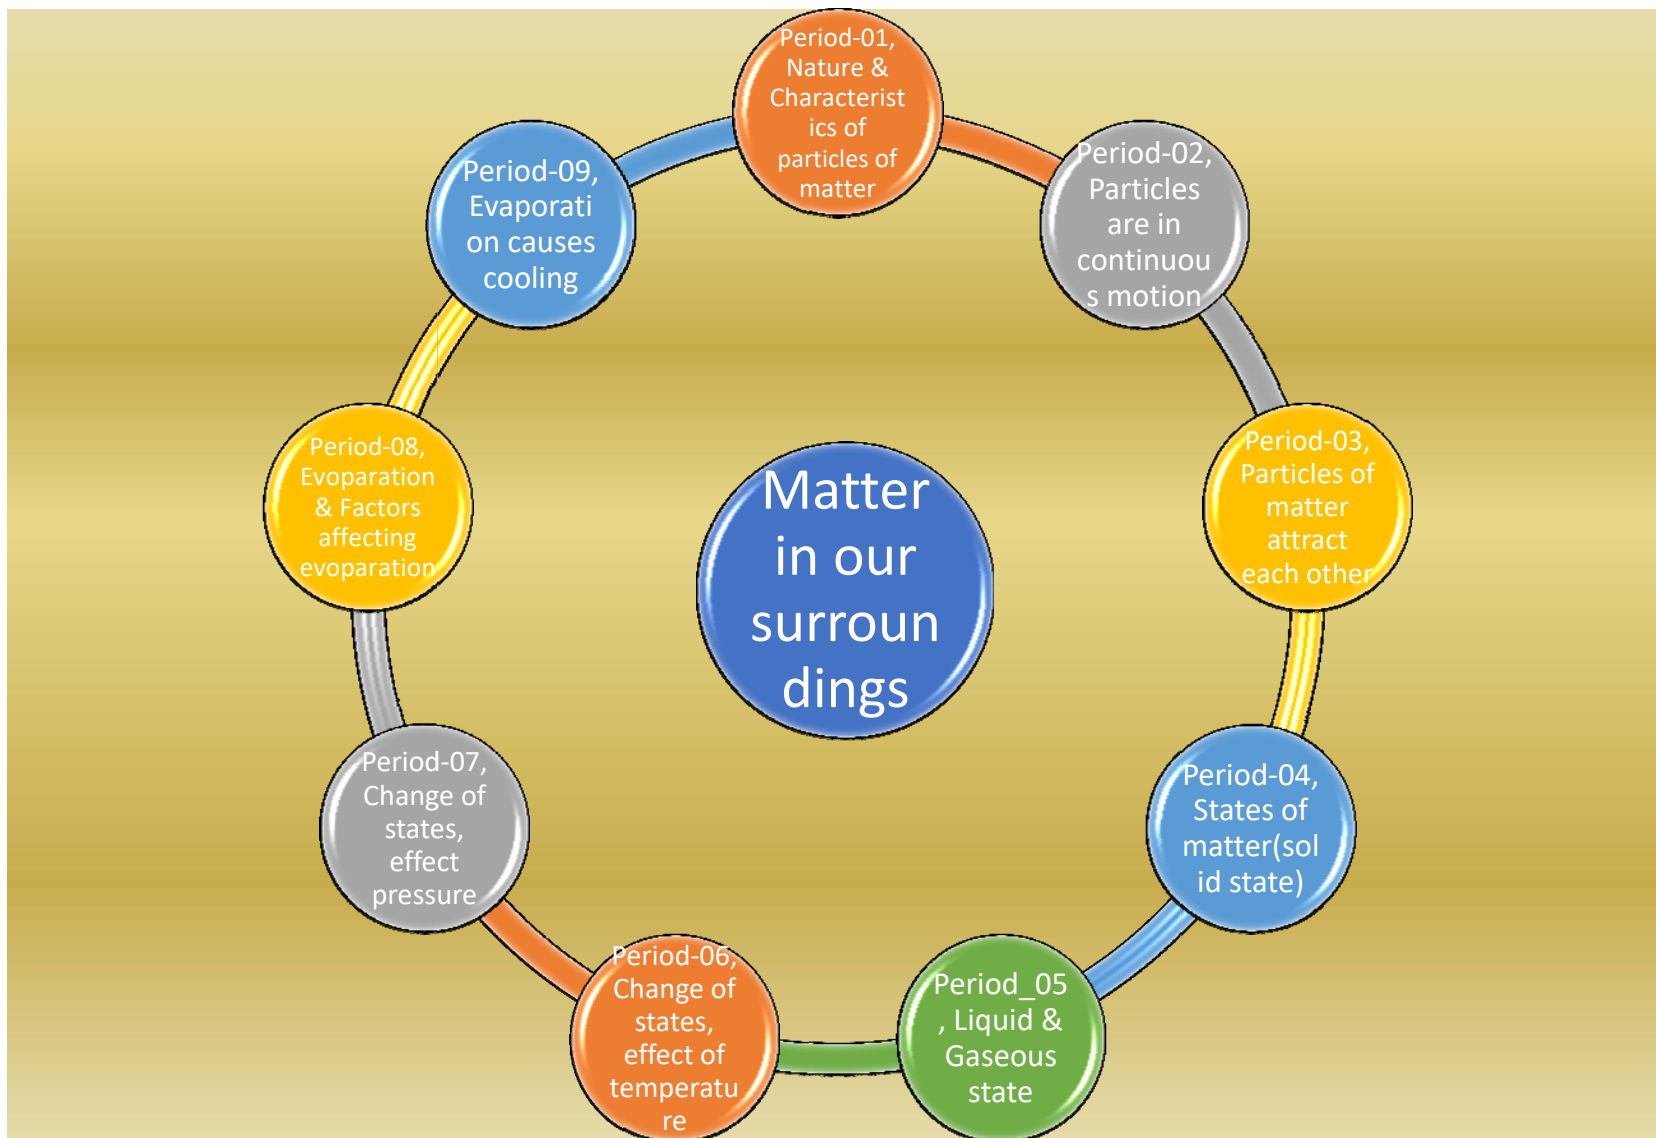 Period-01,
Nature &
Characterist
ics of
particles of
matter
Period-02,
Particles
are in
continuou
s motion
Period-03,
Particles of
matter
attract
each other
Period-04,
States of
matter(sol
id state)
Period_05
, Liquid &
Gaseous
state
Period-06,
Change of
states,
effect of
temperatu
re
Period-07,
Change of
states,
effect
pressure
Period-08,
Evoparation
& Factors
affecting
evoparation
Period-09,
Evaporati
on causes
cooling
Matter
in our
surroun
dings